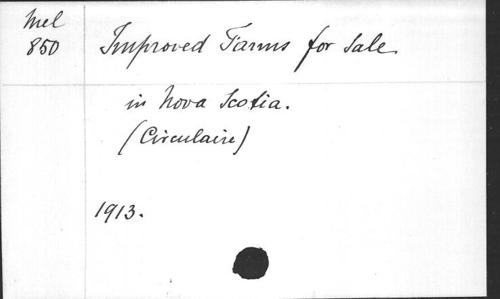 Mel
850
Improved Farms for Sale
in Nova Scotia.
(Circulaire)
1913.